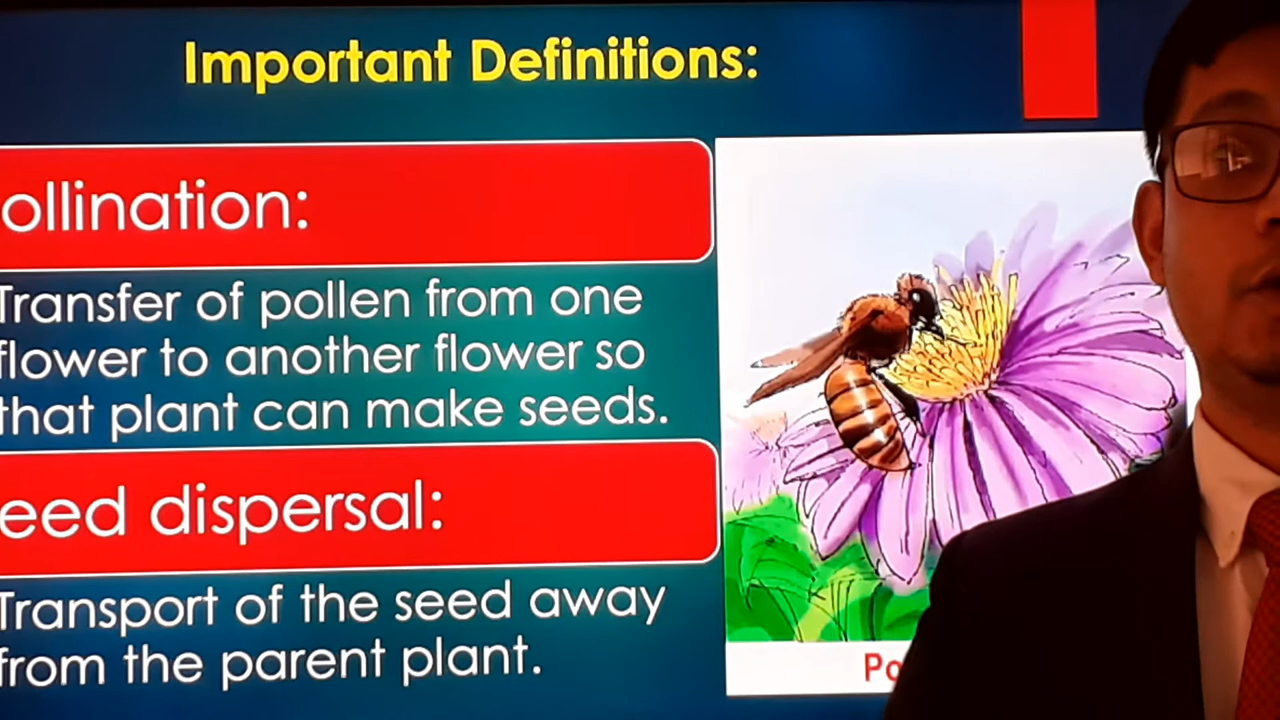 Important Definitions:
ollination:
Transfer of pollen from one
flower to another flower so
that plant can make seeds.
eed dispersal:
Transport of the seed away
from the parent plant.
Po